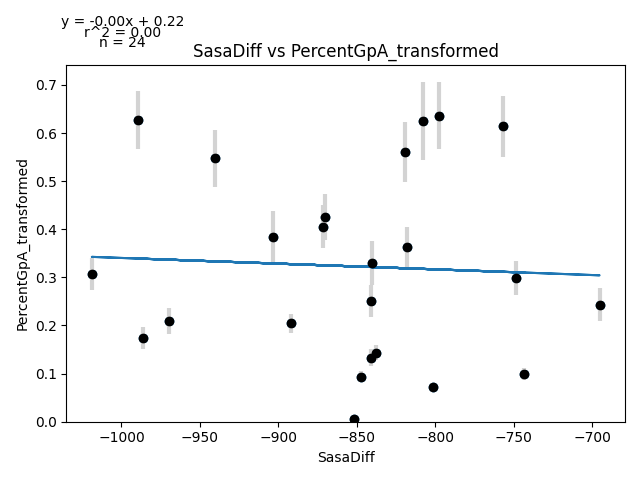 y = -0.00x + 0.22
r^2 = 0.00
n = 24
SasaDiff vs PercentGpA_transformed
PercentGpA_transformed
0.7
0.6
0.5
0.4
0.3
0.2
0.1
0.0
−1000 −950 −900 −850 −800 −750 −700
SasaDiff